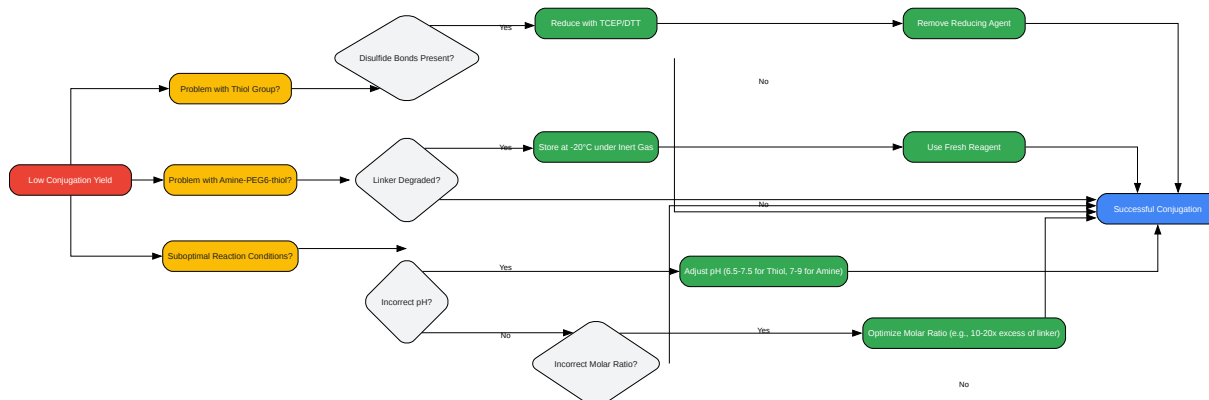 Yes
Reduce with TCEP/DTT
Remove Reducing Agent
Disulfide Bonds Present?
No
Problem with Thiol Group?
Yes
Store at -20°C under Inert Gas
Use Fresh Reagent
Low Conjugation Yield
Problem with Amine-PEG6-thiol?
Linker Degraded?
No
Successful Conjugation
Suboptimal Reaction Conditions?
Yes
Adjust pH (6.5-7.5 for Thiol, 7-9 for Amine)
Incorrect pH?
No
Yes
Optimize Molar Ratio (e.g., 10-20x excess of linker)
Incorrect Molar Ratio?
No